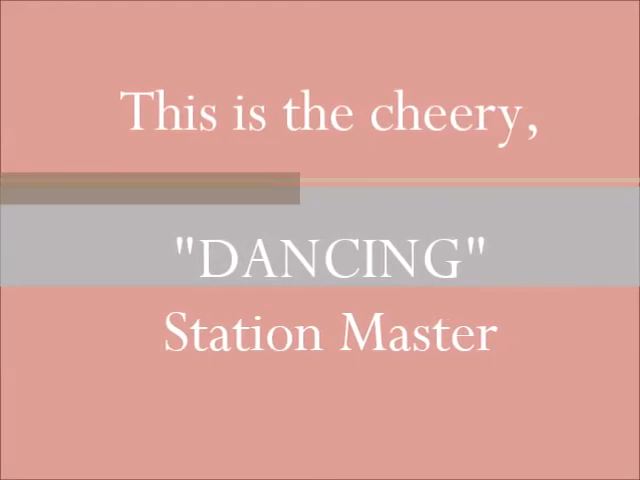 This is the cheery,
"DANCING"
Station Master